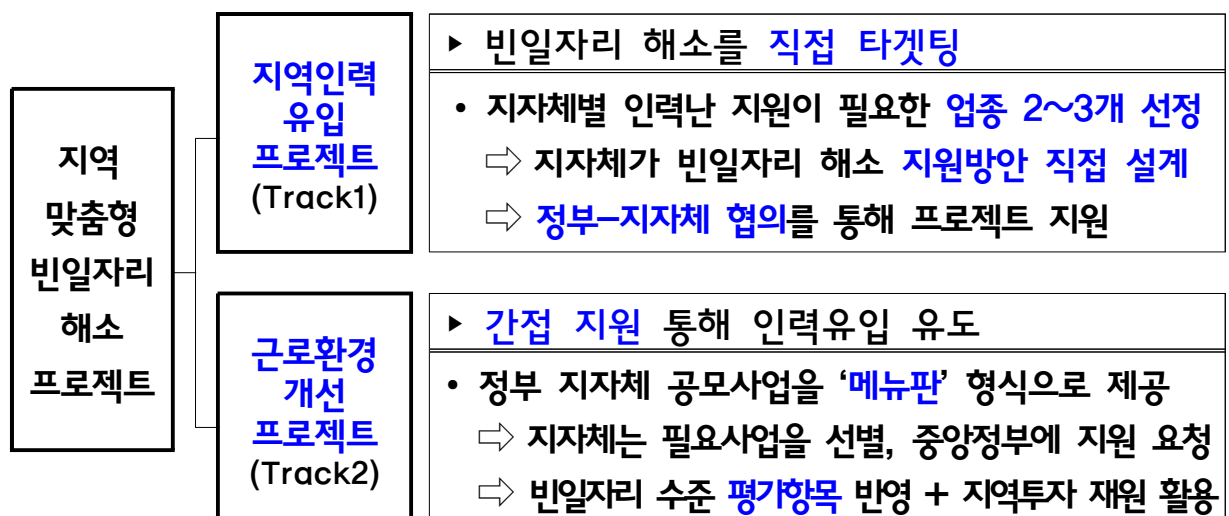 지역
맞춤형
빈일자리
해소
프로젝트
지역인력
유입
프로젝트
(Track1)
▸ 빈일자리 해소를 직접 타겟팅
• 지자체별 인력난 지원이 필요한 업종 2~3개 선정
⇨ 지자체가 빈일자리 해소 지원방안 직접 설계
⇨ 정부-지자체 협의를 통해 프로젝트 지원
근로환경
개선
프로젝트
(Track2)
▸ 간접 지원 통해 인력유입 유도
• 정부 지자체 공모사업을 ‘메뉴판’ 형식으로 제공
⇨ 지자체는 필요사업을 선별, 중앙정부에 지원 요청
⇨ 빈일자리 수준 평가항목 반영 + 지역투자 재원 활용